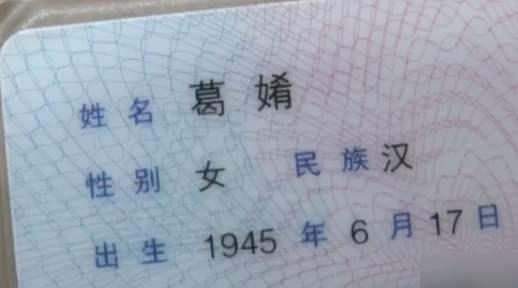 姓名 葛婧
性别 女 民族 汉
出生 1945 年 6 月 17 日